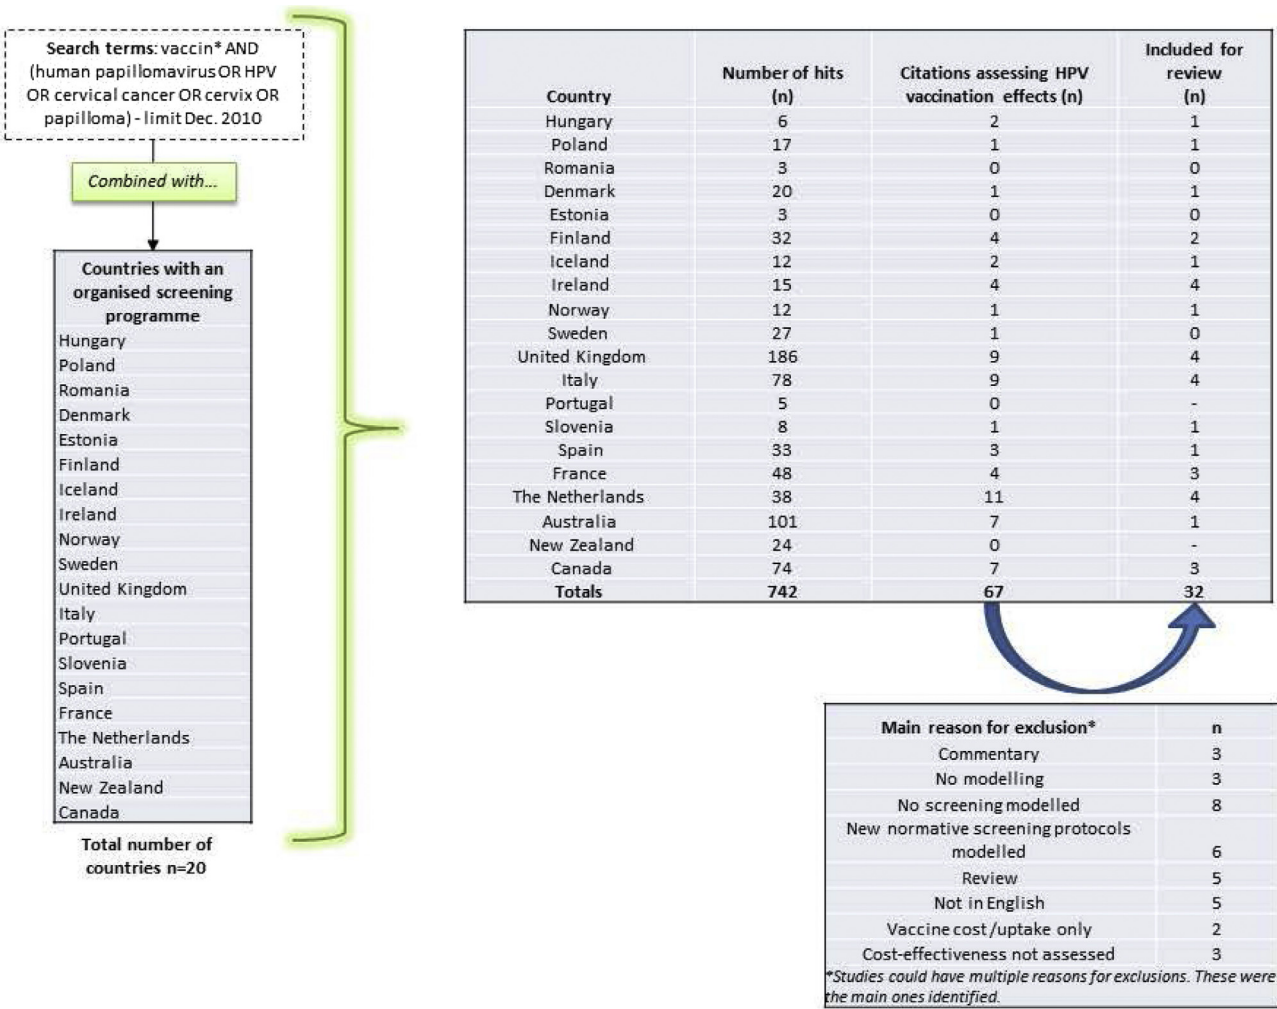 Search terms: vaccin* AND
(human papillomavirus OR HPV
OR cervical cancer OR cervix OR
papilloma) - limit Dec. 2010
Combined with...
Countries with an
organised screening
programme
Hungary
Poland
Romania
Denmark
Estonia
Finland
Iceland
Ireland
Norway
Sweden
United Kingdom
Italy
Portugal
Slovenia
Spain
France
The Netherlands
Australia
New Zealand
Canada
Total number of
countries n=20
Country Number of hits (n) Citations assessing HPV vaccination effects (n) Included for review (n)
Hungary 6 2 1
Poland 17 1 1
Romania 3 0 0
Denmark 20 1 1
Estonia 3 0 0
Finland 32 4 2
Iceland 12 2 1
Ireland 15 4 4
Norway 12 1 1
Sweden 27 1 0
United Kingdom 186 9 4
Italy 78 9 4
Portugal 5 0 -
Slovenia 8 1 1
Spain 33 3 1
France 48 4 3
The Netherlands 38 11 4
Australia 101 7 1
New Zealand 24 0 -
Canada 74 7 3
Totals 742 67 32
Main reason for exclusion* n
Commentary 3
No modelling 3
No screening modelled 8
New normative screening protocols
modelled 6
Review 5
Not in English 5
Vaccine cost/uptake only 2
Cost-effectiveness not assessed 3
*Studies could have multiple reasons for exclusions. These were
the main ones identified.